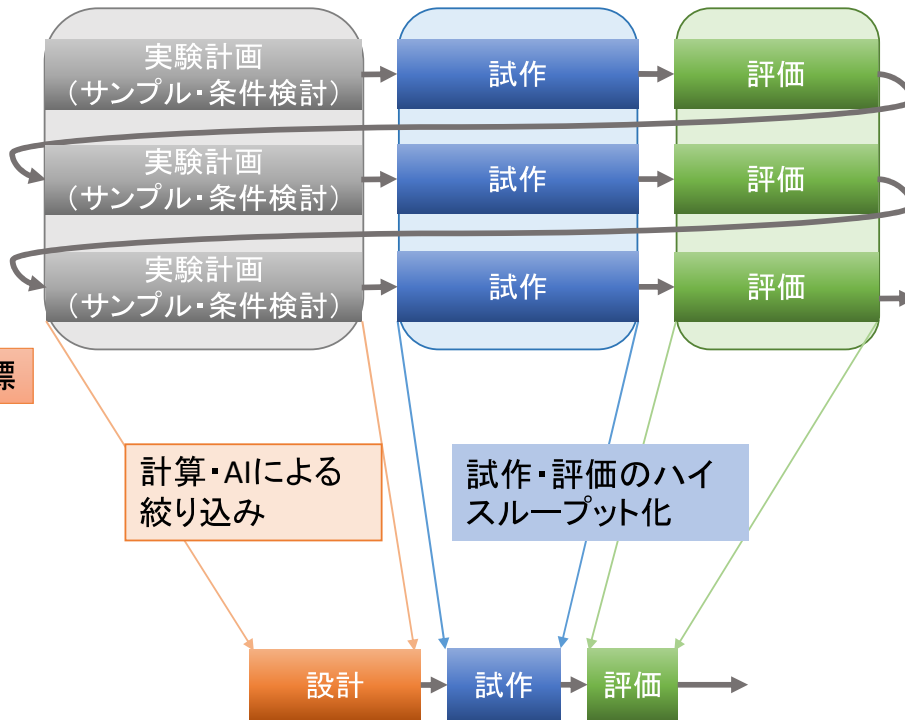 実験計画
（サンプル・条件検討）
試作
評価
実験計画
（サンプル・条件検討）
試作
評価
実験計画
（サンプル・条件検討）
試作
評価
標
計算・AIによる
絞り込み
試作・評価のハイ
スループット化
設計
試作
評価